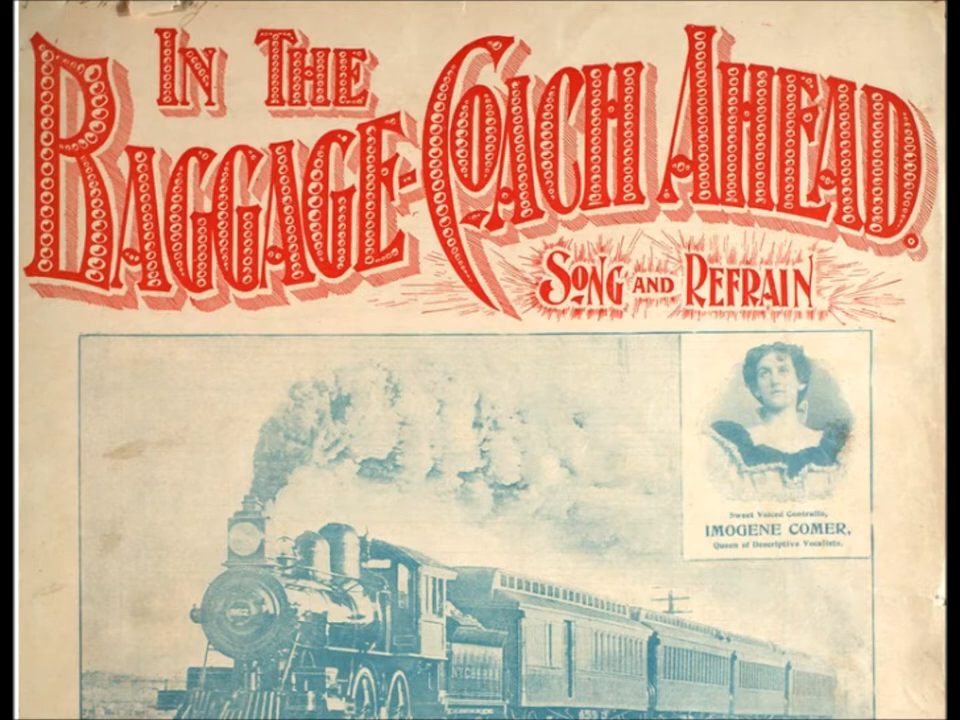 IN THE
BAGGAGE COACH AHEAD.
SONG AND REFRAIN
Sweet Voiced Contralto,
IMOGENE COMER,
Queen of Descriptive Vocalists.